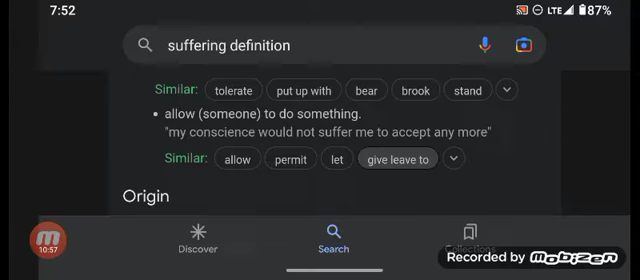 7:52 LTE 87%
suffering definition
Similar: tolerate put up with bear brook stand
• allow (someone) to do something.
"my conscience would not suffer me to accept any more"
Similar: allow permit let give leave to
Origin
10:57
Discover Search Collections
Recorded by mobizen